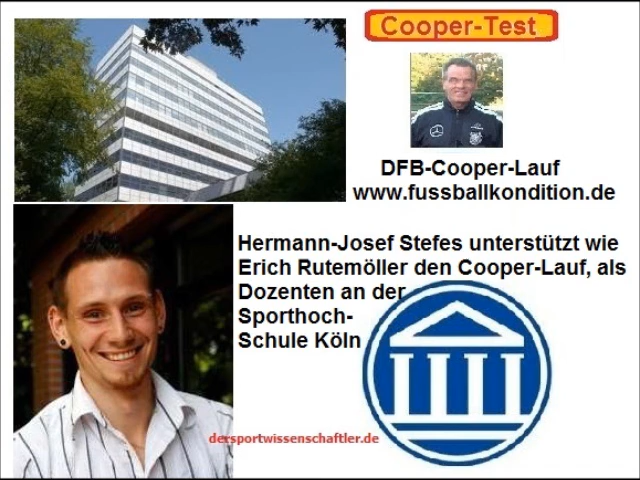 Cooper-Test
DFB-Cooper-Lauf
www.fussballkondition.de
Hermann-Josef Stefes unterstützt wie
Erich Rutemöller den Cooper-Lauf, als
Dozenten an der
Sporthoch-
Schule Köln
dersportwissenschaftler.de